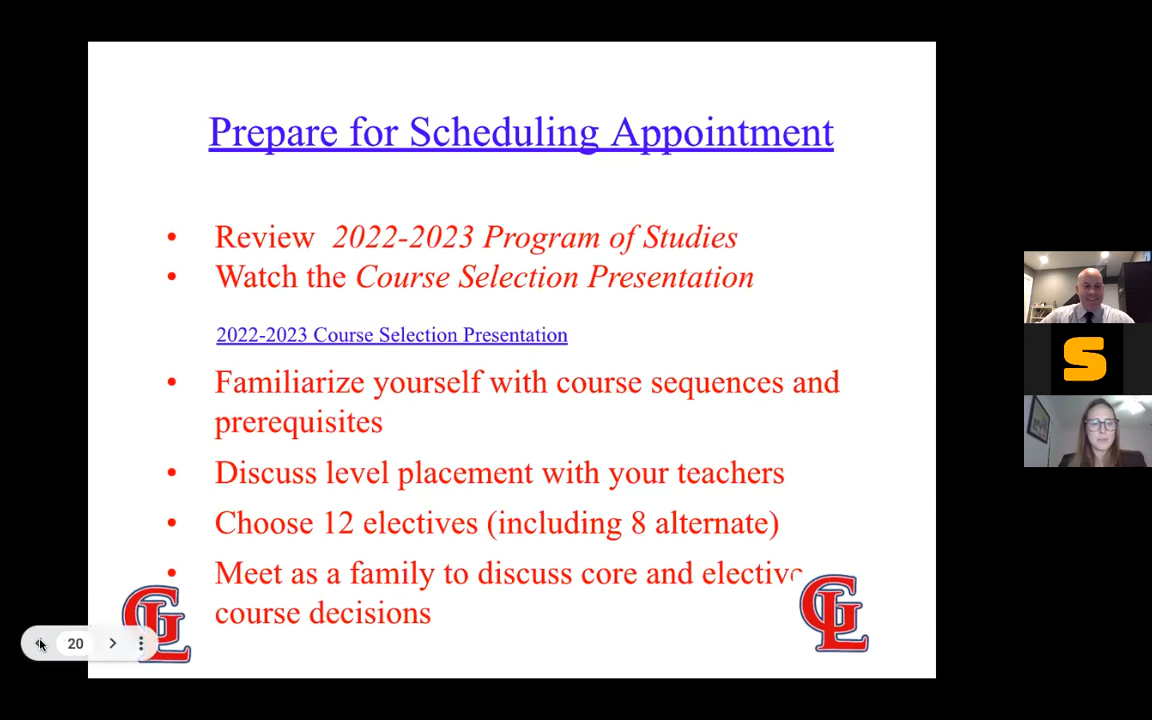 Prepare for Scheduling Appointment
• Review 2022-2023 Program of Studies
• Watch the Course Selection Presentation
2022-2023 Course Selection Presentation
• Familiarize yourself with course sequences and
prerequisites
• Discuss level placement with your teachers
• Choose 12 electives (including 8 alternate)
• Meet as a family to discuss core and elective
course decisions
GL
GL
20
S